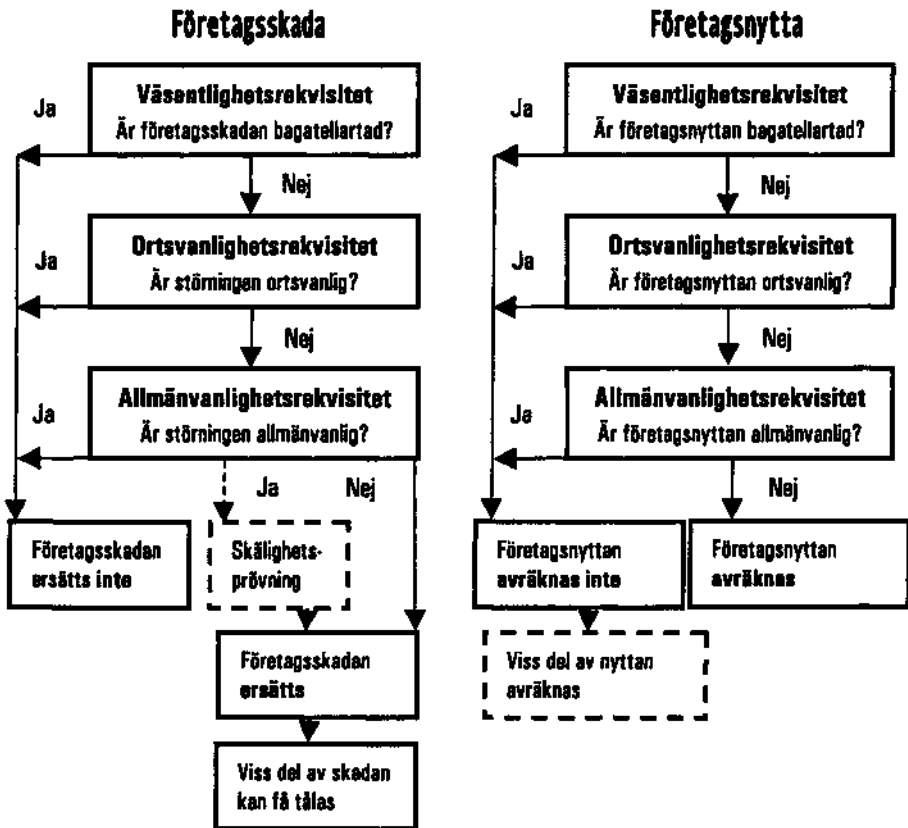 Företagsskada
Väsentlighetsrekvisitet
Är företagsskadan bagatellartad?
Ja
Nej
Ortsvanlighetsrekvisitet
Är störningen ortsvanlig?
Ja
Nej
Allmänvanlighetsrekvisitet
Är störningen allmänvanlig?
Ja
Ja
Nej
Företagsskadan
ersätts inte
Skälighets-
prövning
Företagsskadan
ersätts
Viss del av skadan
kan få tålas
Företagsnytta
Väsentlighetsrekvisitet
Är företagsnyttan bagatellartad?
Ja
Nej
Ortsvanlighetsrekvisitet
Är företagsnyttan ortsvanlig?
Ja
Nej
Allmänvanlighetsrekvisitet
Är företagsnyttan allmänvanlig?
Ja
Nej
Företagsnyttan
avräknas inte
Företagsnyttan
avräknas
Viss del av nyttan
avräknas